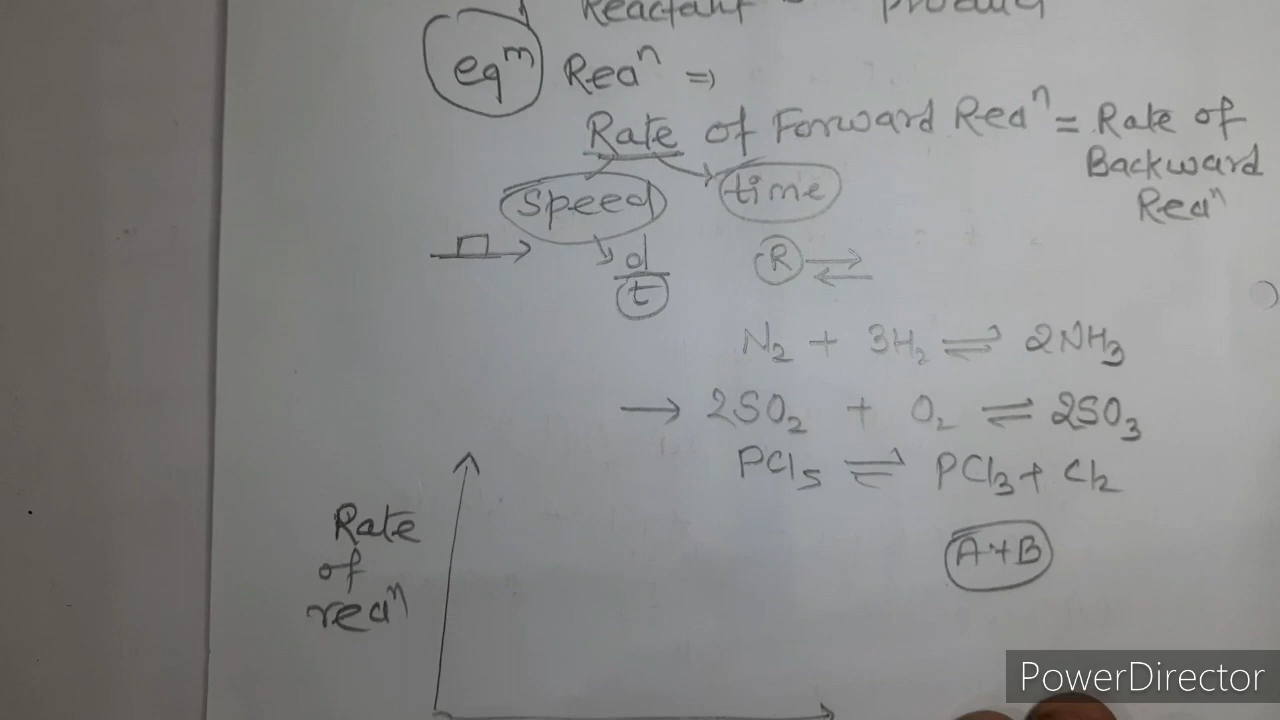 Reactant product
eqᵐ Reaⁿ ⇒
Rate of Forward Reaⁿ = Rate of
Backward
Reaⁿ
Speed time
d
t
R
N₂ + 3H₂ ⇌ 2NH₃
→ 2SO₂ + O₂ ⇌ 2SO₃
PCl₅ ⇌ PCl₃ + Cl₂
A+B
Rate
of
reaⁿ
PowerDirector